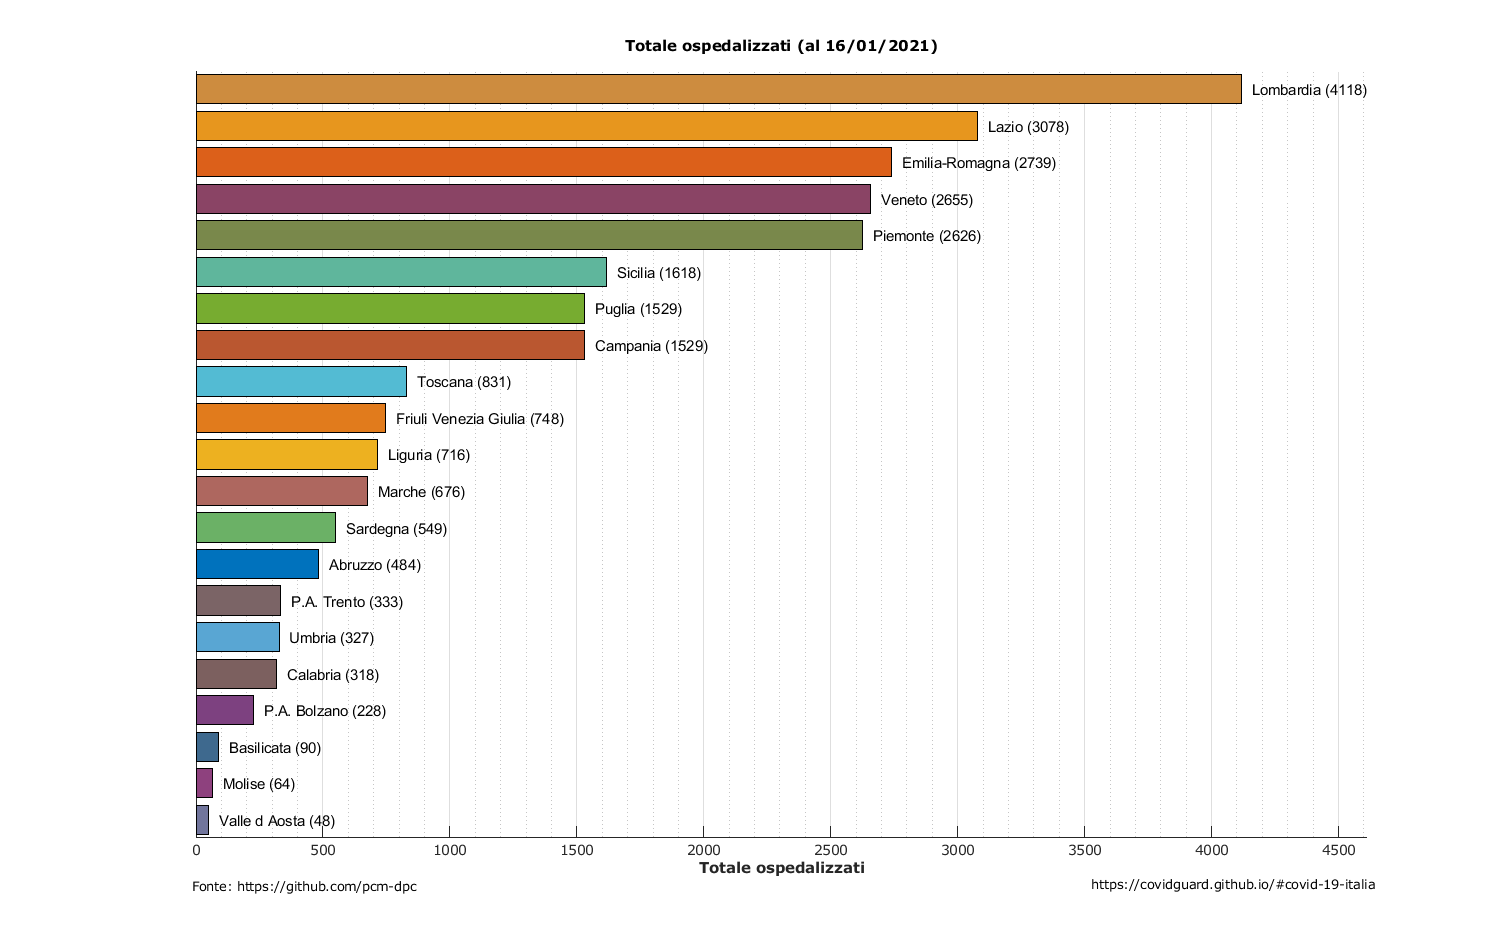 Totale ospedalizzati (al 16/01/2021)
Lombardia (4118)
Lazio (3078)
Emilia-Romagna (2739)
Veneto (2655)
Piemonte (2626)
Sicilia (1618)
Puglia (1529)
Campania (1529)
Toscana (831)
Friuli Venezia Giulia (748)
Liguria (716)
Marche (676)
Sardegna (549)
Abruzzo (484)
P.A. Trento (333)
Umbria (327)
Calabria (318)
P.A. Bolzano (228)
Basilicata (90)
Molise (64)
Valle d Aosta (48)
0 500 1000 1500 2000 2500 3000 3500 4000 4500
Totale ospedalizzati
Fonte: https://github.com/pcm-dpc
https://covidguard.github.io/#covid-19-italia